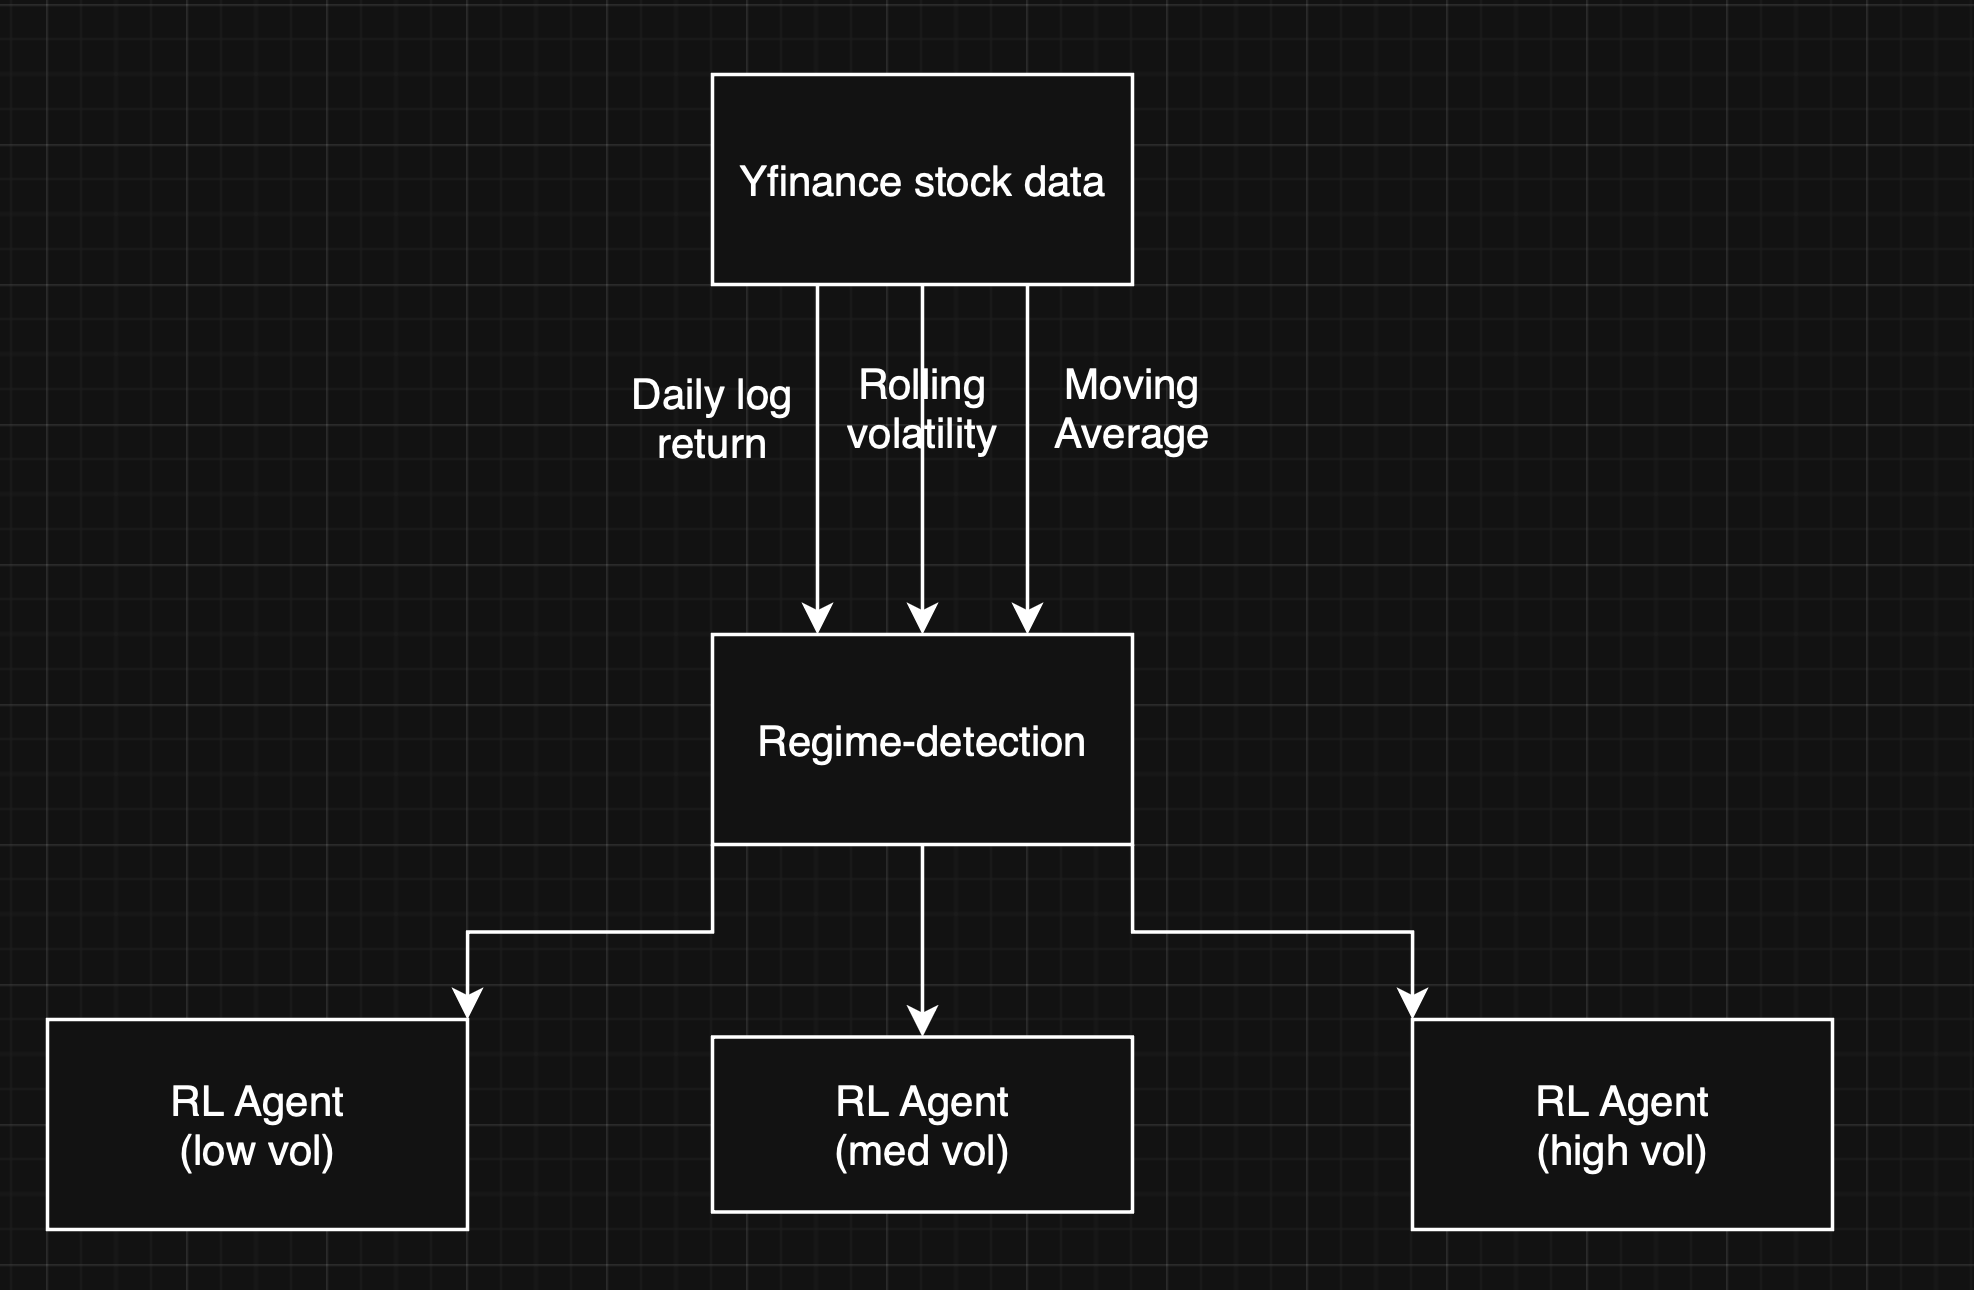 Yfinance stock data
Daily log
return
Rolling
volatility
Moving
Average
Regime-detection
RL Agent
(low vol)
RL Agent
(med vol)
RL Agent
(high vol)